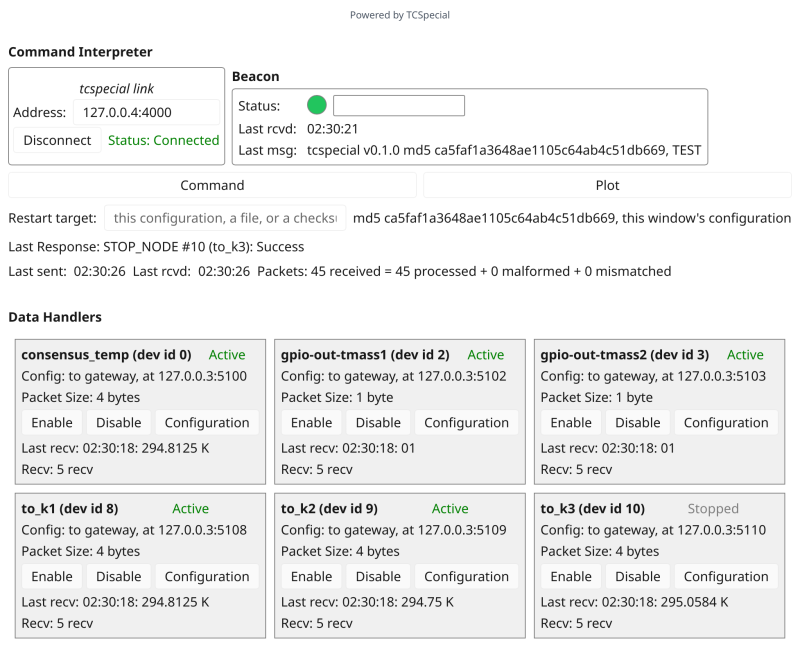 Powered by TCSpecial
Command Interpreter
tcspecial link
Address: 127.0.0.4:4000
Disconnect Status: Connected
Beacon
Status:
Last rcvd: 02:30:21
Last msg: tcspecial v0.1.0 md5 ca5faf1a3648ae1105c64ab4c51db669, TEST
Command Plot
Restart target: this configuration, a file, or a checksu md5 ca5faf1a3648ae1105c64ab4c51db669, this window's configuration
Last Response: STOP_NODE #10 (to_k3): Success
Last sent: 02:30:26 Last rcvd: 02:30:26 Packets: 45 received = 45 processed + 0 malformed + 0 mismatched
Data Handlers
consensus_temp (dev id 0) Active
Config: to gateway, at 127.0.0.3:5100
Packet Size: 4 bytes
Enable Disable Configuration
Last recv: 02:30:18: 294.8125 K
Recv: 5 recv
gpio-out-tmass1 (dev id 2) Active
Config: to gateway, at 127.0.0.3:5102
Packet Size: 1 byte
Enable Disable Configuration
Last recv: 02:30:18: 01
Recv: 5 recv
gpio-out-tmass2 (dev id 3) Active
Config: to gateway, at 127.0.0.3:5103
Packet Size: 1 byte
Enable Disable Configuration
Last recv: 02:30:18: 01
Recv: 5 recv
to_k1 (dev id 8) Active
Config: to gateway, at 127.0.0.3:5108
Packet Size: 4 bytes
Enable Disable Configuration
Last recv: 02:30:18: 294.8125 K
Recv: 5 recv
to_k2 (dev id 9) Active
Config: to gateway, at 127.0.0.3:5109
Packet Size: 4 bytes
Enable Disable Configuration
Last recv: 02:30:18: 294.75 K
Recv: 5 recv
to_k3 (dev id 10) Stopped
Config: to gateway, at 127.0.0.3:5110
Packet Size: 4 bytes
Enable Disable Configuration
Last recv: 02:30:18: 295.0584 K
Recv: 5 recv